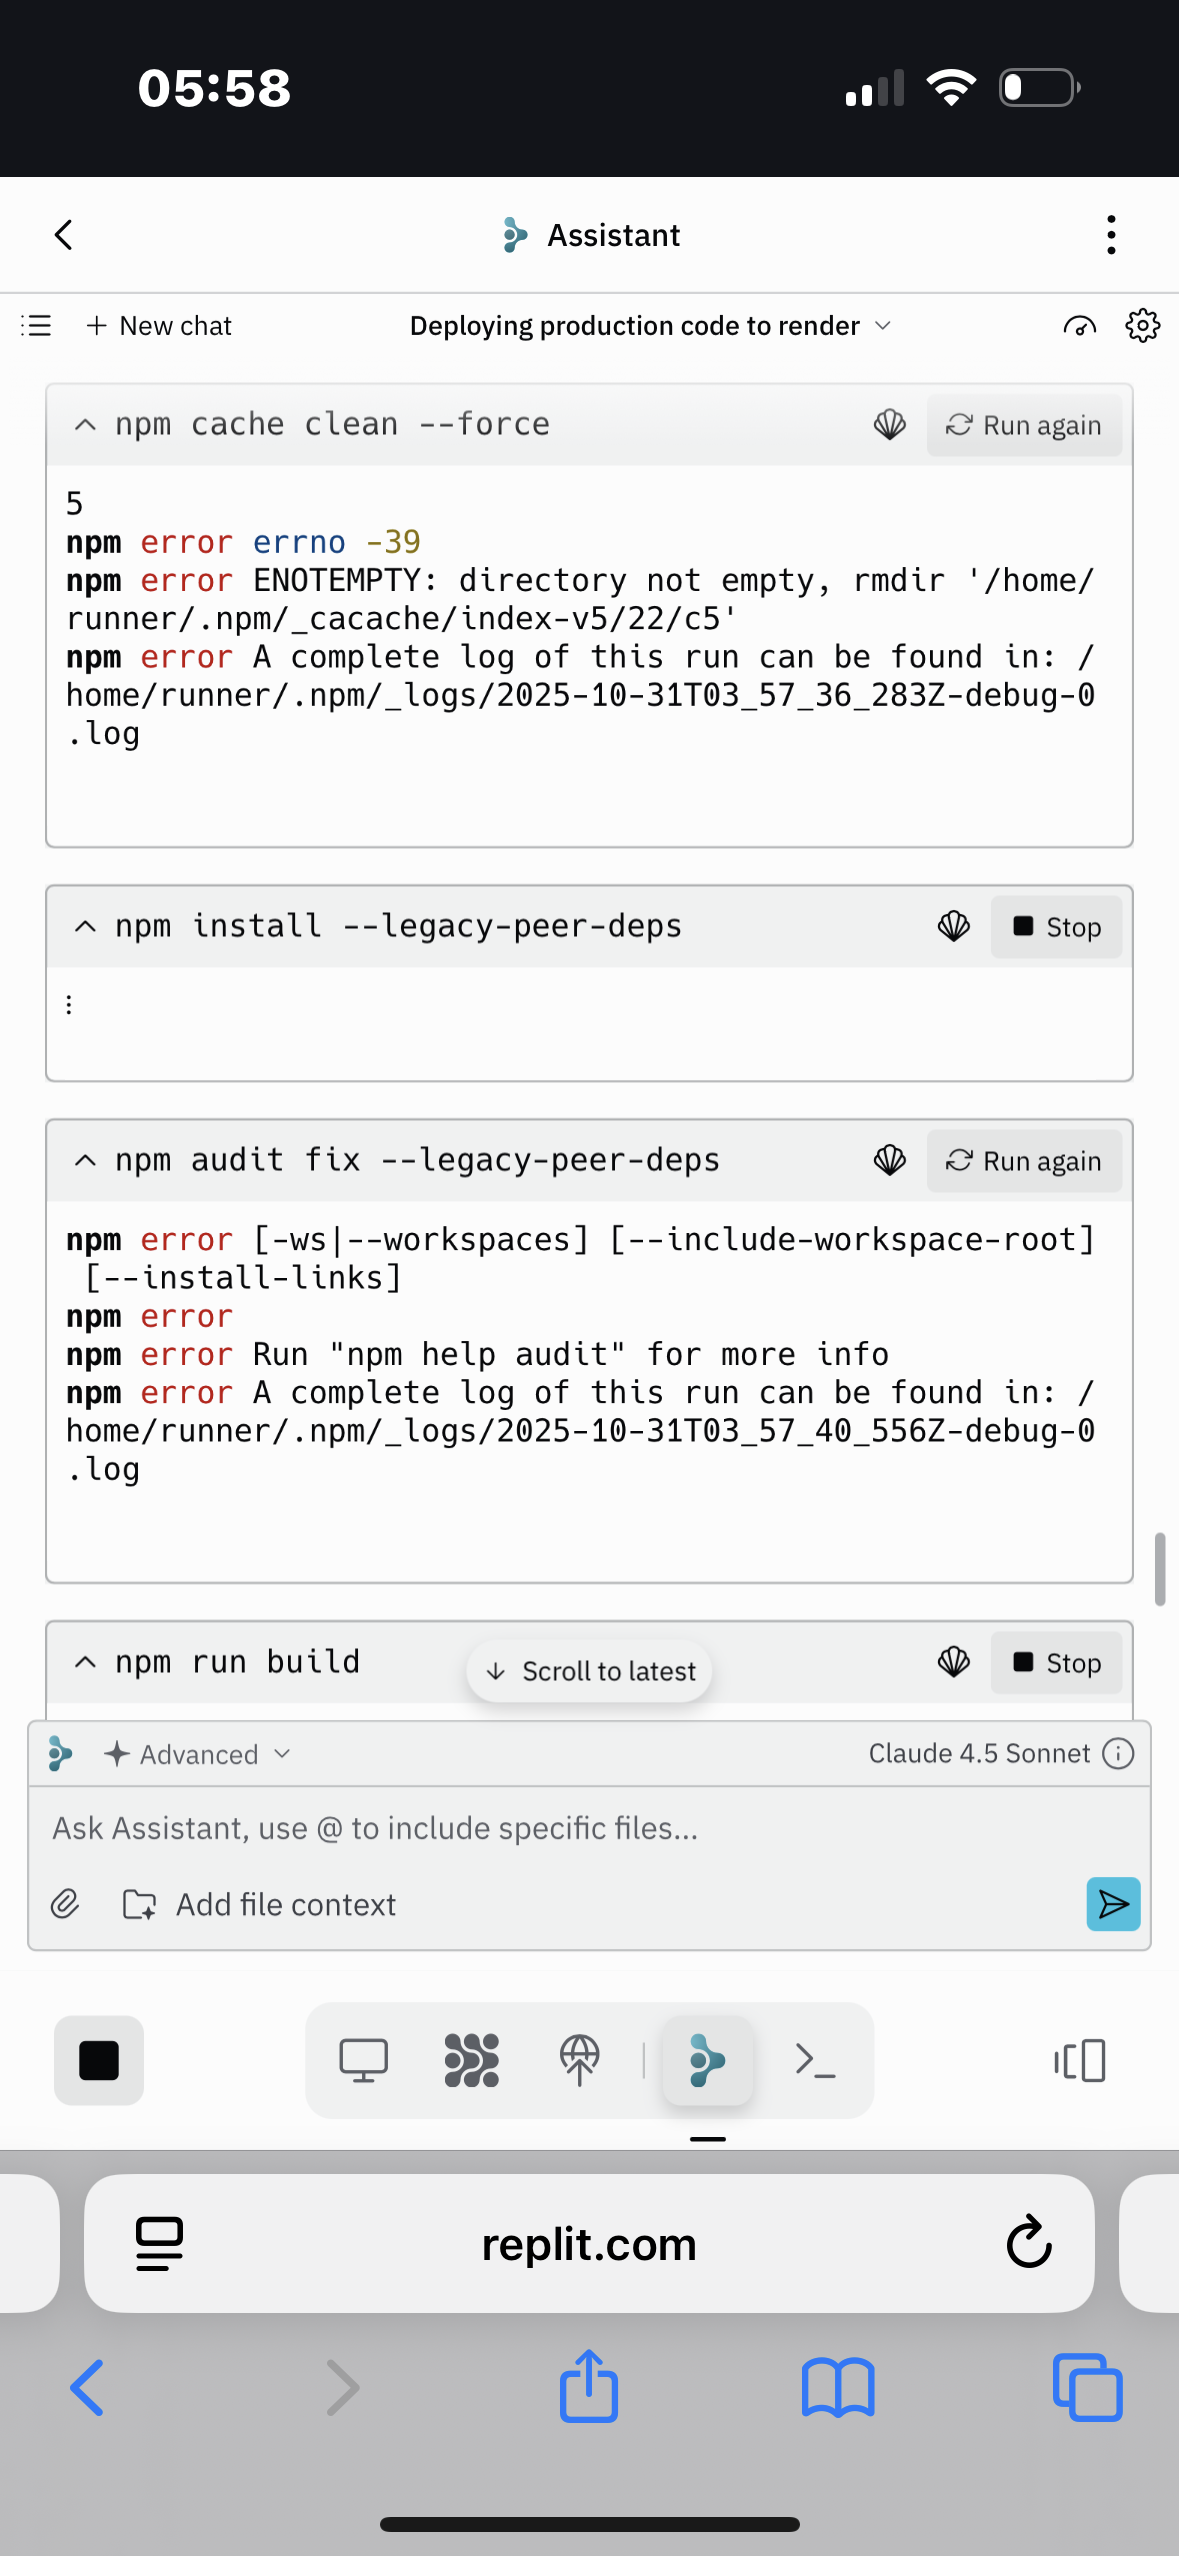 05:58
Assistant
+ New chat
Deploying production code to render
npm cache clean --force
Run again
5
npm error errno -39
npm error ENOTEMPTY: directory not empty, rmdir '/home/
runner/.npm/_cacache/index-v5/22/c5'
npm error A complete log of this run can be found in: /
home/runner/.npm/_logs/2025-10-31T03_57_36_283Z-debug-0
.log
npm install --legacy-peer-deps
Stop
npm audit fix --legacy-peer-deps
Run again
npm error [-ws|--workspaces] [--include-workspace-root]
[--install-links]
npm error
npm error Run "npm help audit" for more info
npm error A complete log of this run can be found in: /
home/runner/.npm/_logs/2025-10-31T03_57_40_556Z-debug-0
.log
npm run build
Scroll to latest
Stop
Advanced
Claude 4.5 Sonnet
Ask Assistant, use @ to include specific files...
Add file context
replit.com